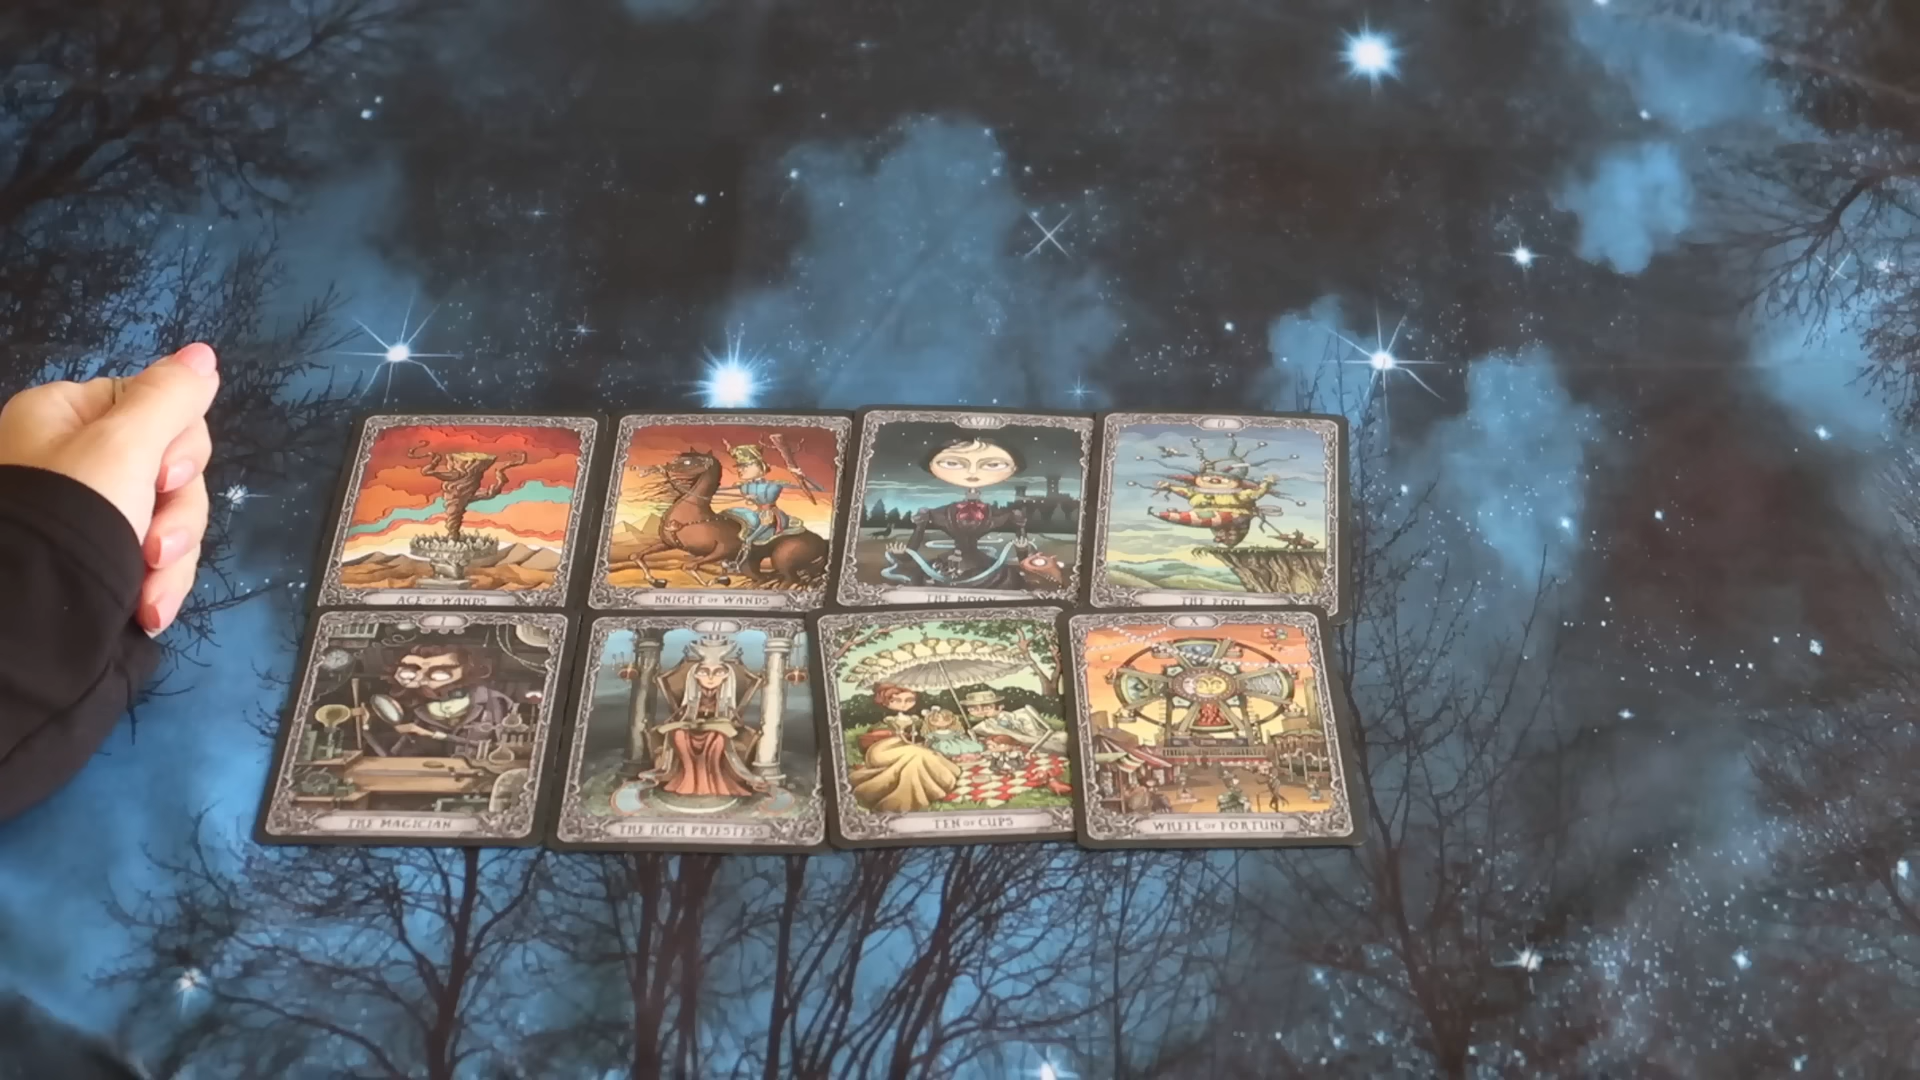 ACE OF WANDS
KNIGHT OF WANDS
XVIII
THE MOON
0
THE FOOL
I
THE MAGICIAN
II
THE HIGH PRIESTESS
TEN OF CUPS
X
WHEEL OF FORTUNE